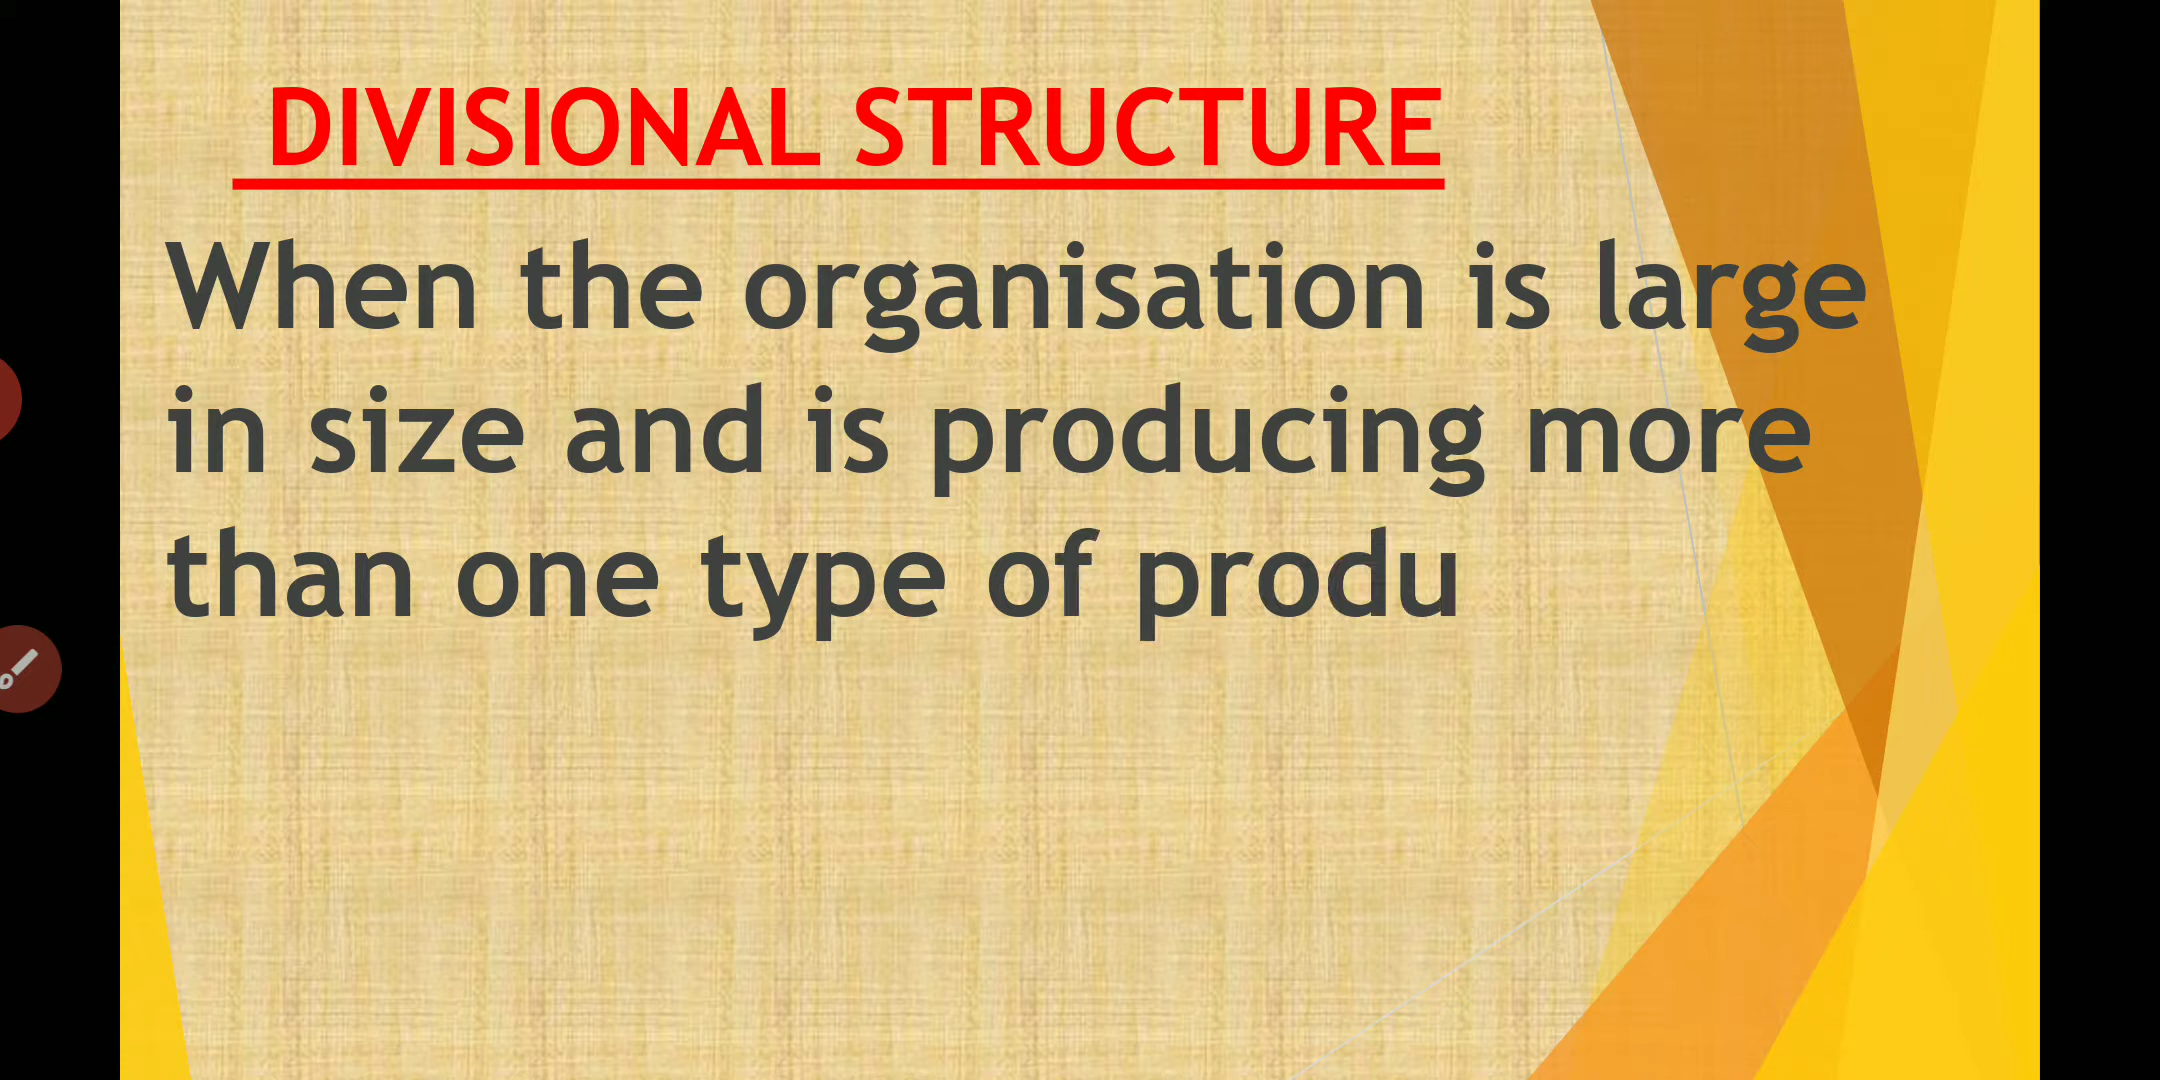 DIVISIONAL STRUCTURE
When the organisation is large
in size and is producing more
than one type of produ